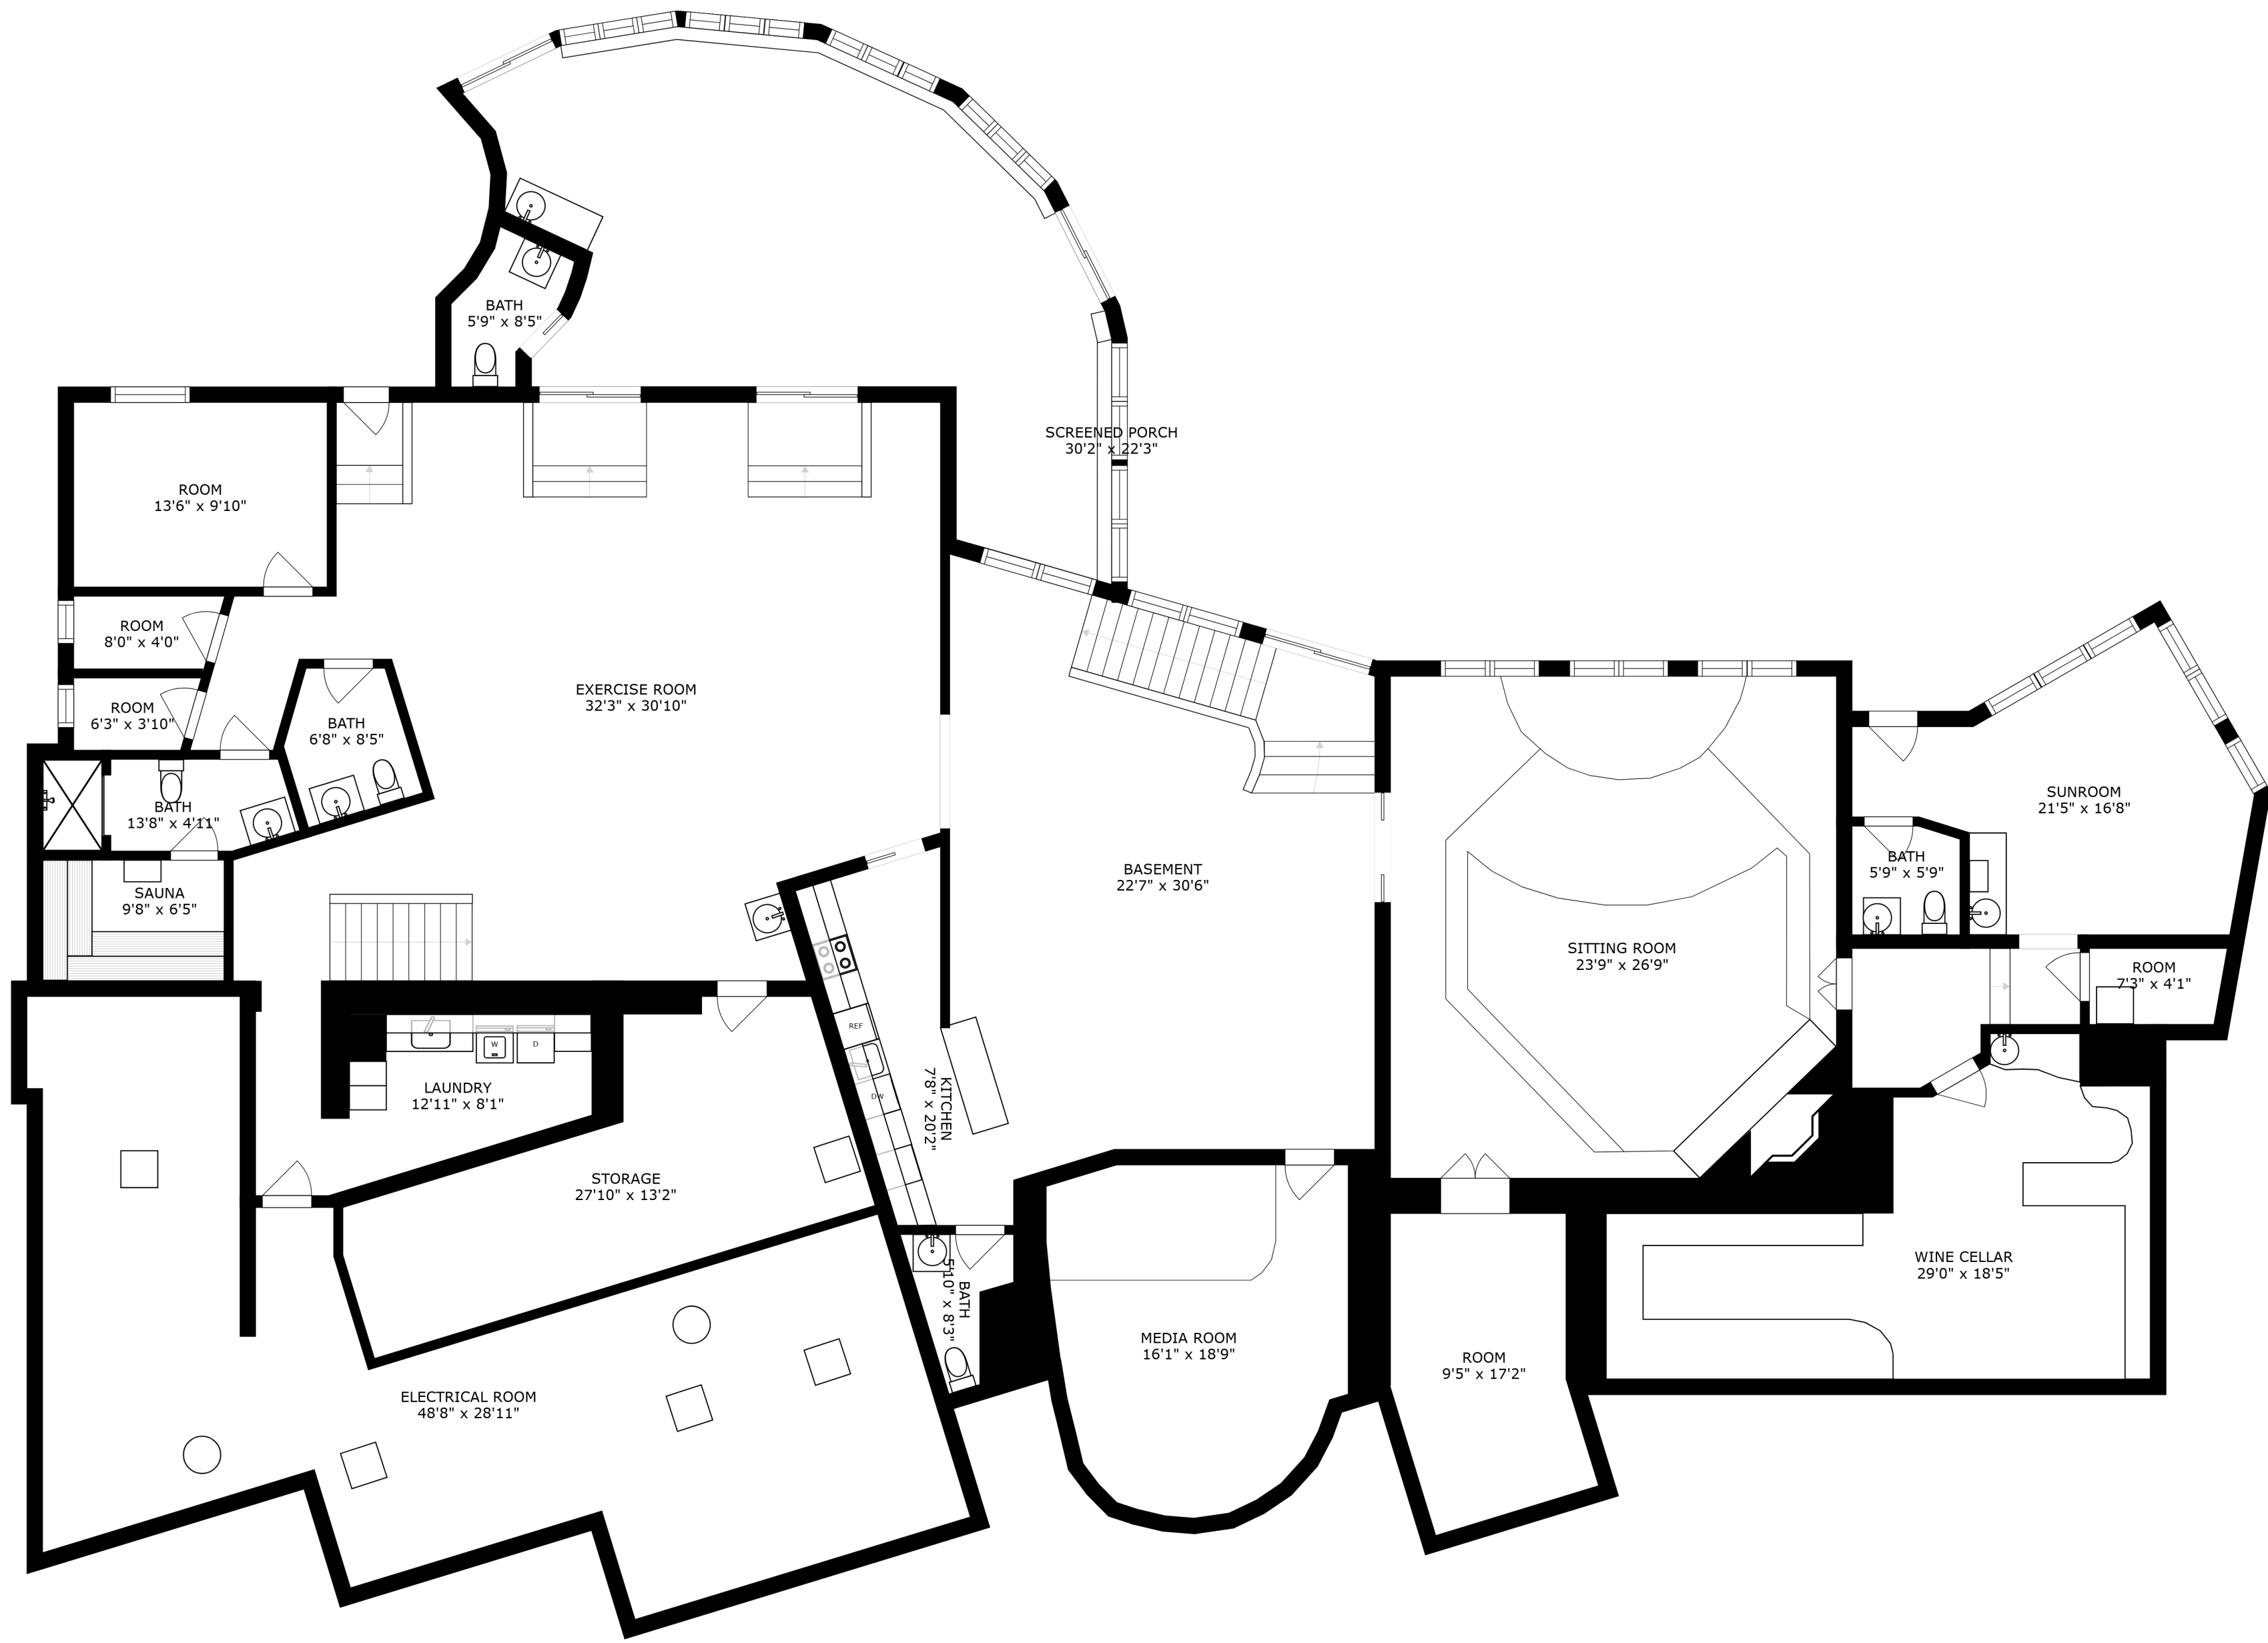 BATH
5'9" x 8'5"
SCREENED PORCH
30'2" x 22'3"
ROOM
13'6" x 9'10"
ROOM
8'0" x 4'0"
EXERCISE ROOM
32'3" x 30'10"
ROOM
6'3" x 3'10"
BATH
6'8" x 8'5"
BATH
13'8" x 4'11"
SUNROOM
21'5" x 16'8"
BASEMENT
22'7" x 30'6"
BATH
5'9" x 5'9"
SAUNA
9'8" x 6'5"
SITTING ROOM
23'9" x 26'9"
ROOM
7'3" x 4'1"
REF
W
D
DW
LAUNDRY
12'11" x 8'1"
KITCHEN
7'8" x 20'2"
STORAGE
27'10" x 13'2"
WINE CELLAR
29'0" x 18'5"
BATH
5'10" x 8'3"
MEDIA ROOM
16'1" x 18'9"
ROOM
9'5" x 17'2"
ELECTRICAL ROOM
48'8" x 28'11"